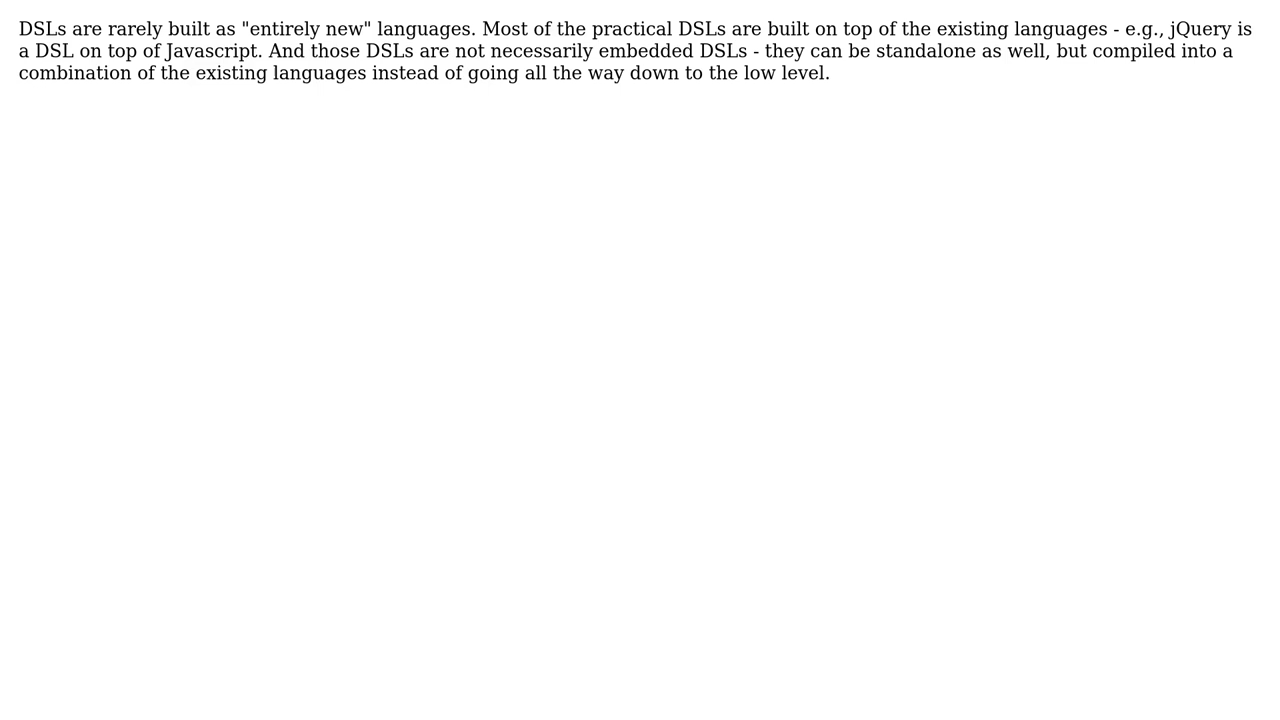 DSLs are rarely built as "entirely new" languages. Most of the practical DSLs are built on top of the existing languages - e.g., jQuery is
a DSL on top of Javascript. And those DSLs are not necessarily embedded DSLs - they can be standalone as well, but compiled into a
combination of the existing languages instead of going all the way down to the low level.